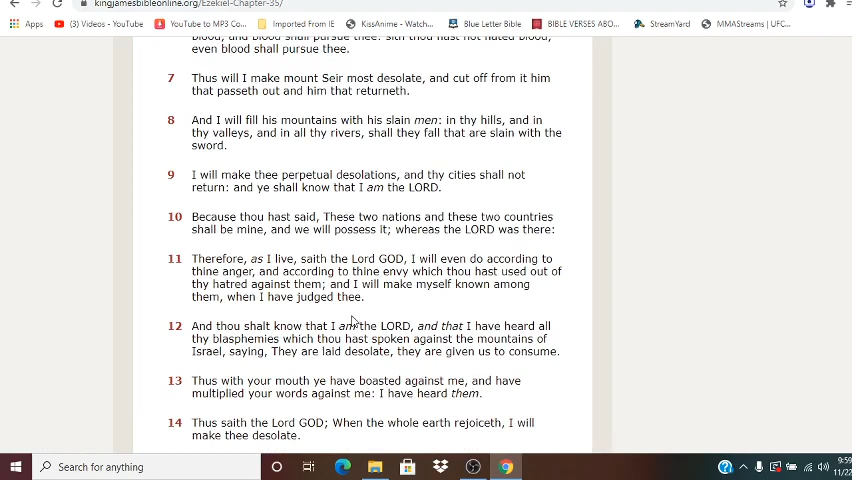 kingjamesbibleonline.org/Ezekiel-Chapter-35/
Apps (7) Videos - YouTube YouTube to MP3 Co... Imported From IE KissAnime - Watch... Blue Letter Bible BIBLE VERSES ABO... StreamYard MMAStreams | UFC...
blood, and blood shall pursue thee: sith thou hast not hated blood,
even blood shall pursue thee.
7 Thus will I make mount Seir most desolate, and cut off from it him
that passeth out and him that returneth.
8 And I will fill his mountains with his slain men: in thy hills, and in
thy valleys, and in all thy rivers, shall they fall that are slain with the
sword.
9 I will make thee perpetual desolations, and thy cities shall not
return: and ye shall know that I am the LORD.
10 Because thou hast said, These two nations and these two countries
shall be mine, and we will possess it; whereas the LORD was there:
11 Therefore, as I live, saith the Lord GOD, I will even do according to
thine anger, and according to thine envy which thou hast used out of
thy hatred against them; and I will make myself known among
them, when I have judged thee.
12 And thou shalt know that I am the LORD, and that I have heard all
thy blasphemies which thou hast spoken against the mountains of
Israel, saying, They are laid desolate, they are given us to consume.
13 Thus with your mouth ye have boasted against me, and have
multiplied your words against me: I have heard them.
14 Thus saith the Lord GOD; When the whole earth rejoiceth, I will
make thee desolate.
Search for anything
9:59
11/22